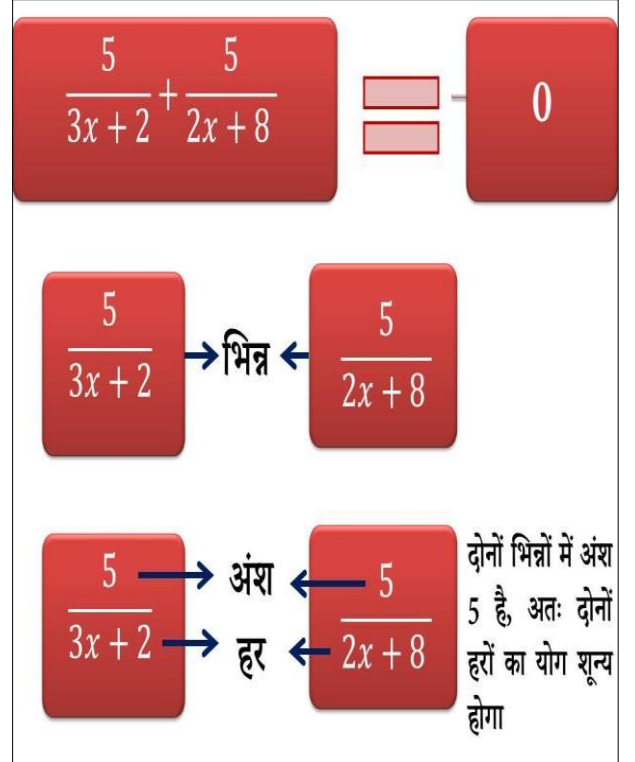 5/(3x + 2) + 5/(2x + 8) = 0
5/(3x + 2) → भिन्न ← 5/(2x + 8)
5 → अंश ← 5
3x + 2 → हर ← 2x + 8
दोनों भिन्नों में अंश
5 है, अतः दोनों
हरों का योग शून्य
होगा